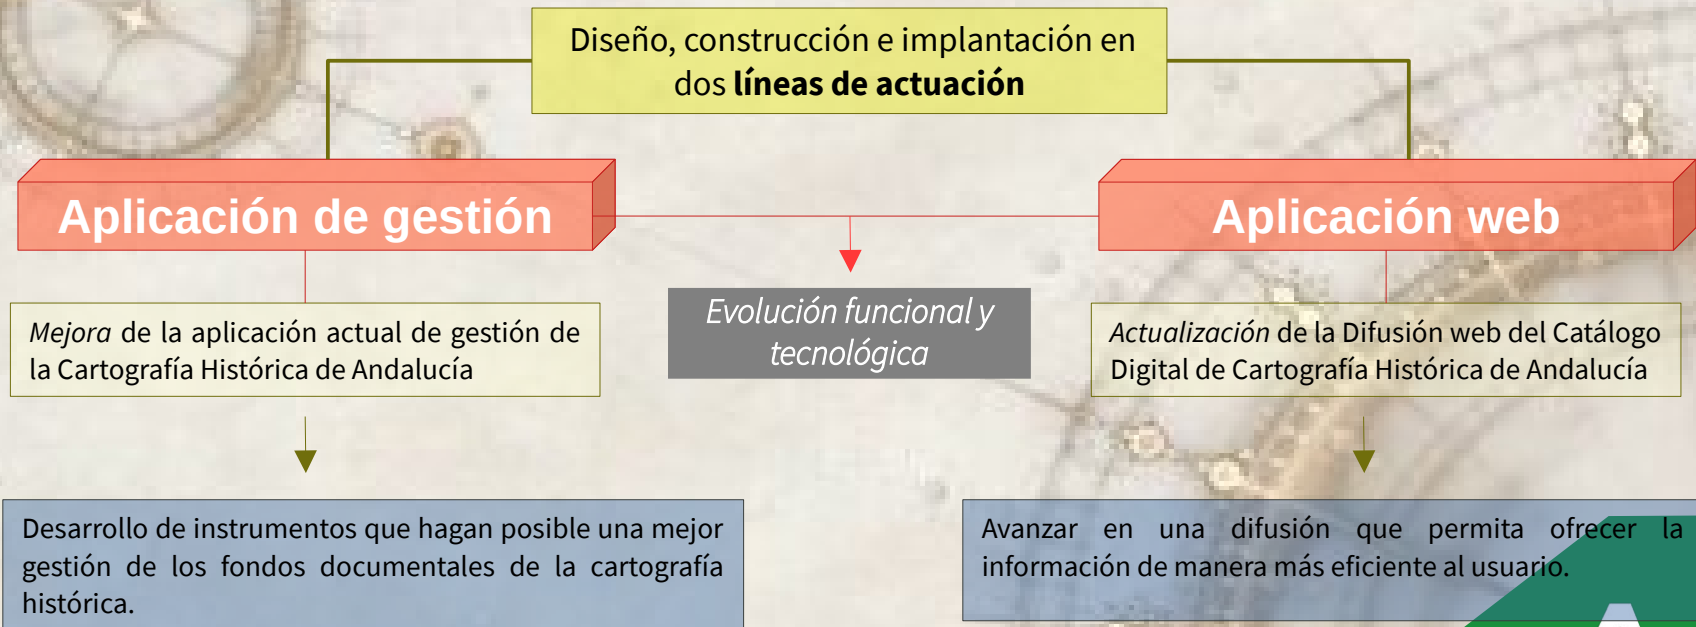 Diseño, construcción e implantación en
dos líneas de actuación
Aplicación de gestión
Aplicación web
Evolución funcional y
tecnológica
Mejora de la aplicación actual de gestión de
la Cartografía Histórica de Andalucía
Actualización de la Difusión web del Catálogo
Digital de Cartografía Histórica de Andalucía
Desarrollo de instrumentos que hagan posible una mejor
gestión de los fondos documentales de la cartografía
histórica.
Avanzar en una difusión que permita ofrecer la
información de manera más eficiente al usuario.